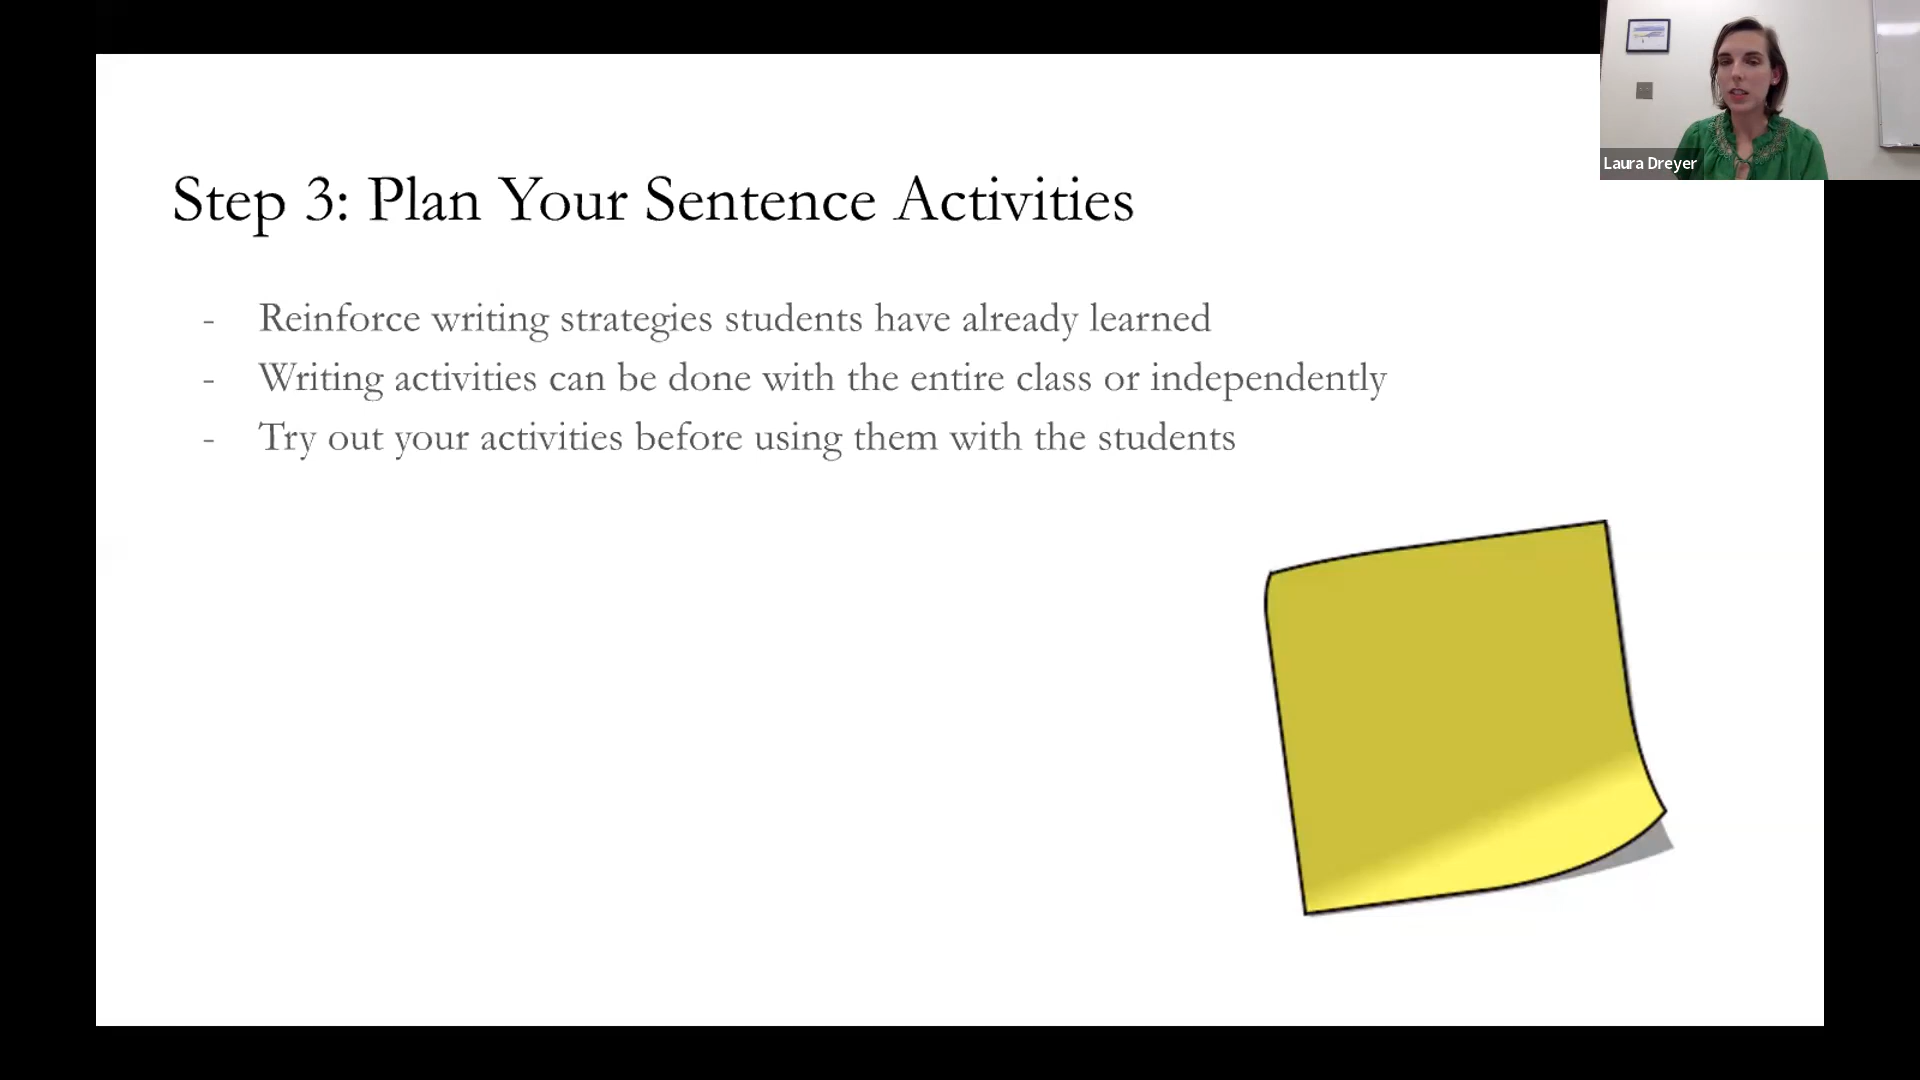 Laura Dreyer
Step 3: Plan Your Sentence Activities
- Reinforce writing strategies students have already learned
- Writing activities can be done with the entire class or independently
- Try out your activities before using them with the students